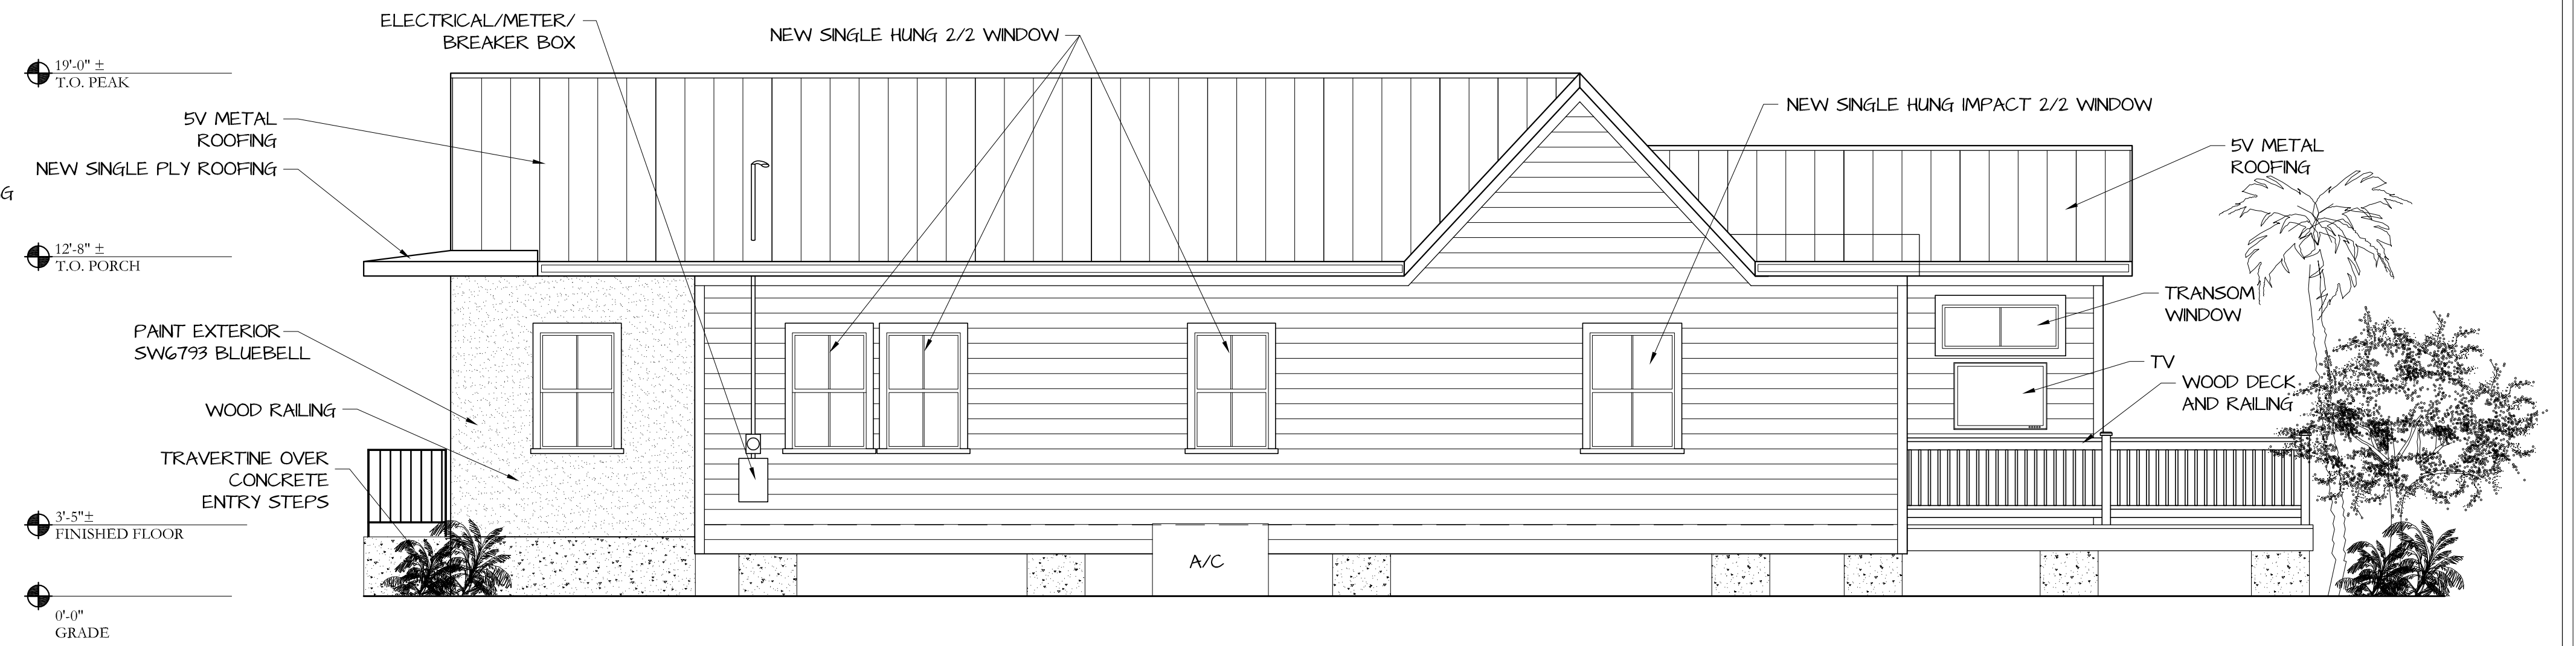 ELECTRICAL/METER/
BREAKER BOX
NEW SINGLE HUNG 2/2 WINDOW
19'-0" ±
T.O. PEAK
NEW SINGLE HUNG IMPACT 2/2 WINDOW
5V METAL
ROOFING
5V METAL
ROOFING
NEW SINGLE PLY ROOFING
G
12'-8" ±
T.O. PORCH
TRANSOM
WINDOW
PAINT EXTERIOR
SW6793 BLUEBELL
TV
WOOD DECK
AND RAILING
WOOD RAILING
TRAVERTINE OVER
CONCRETE
ENTRY STEPS
3'-5"±
FINISHED FLOOR
A/C
0'-0"
GRADE